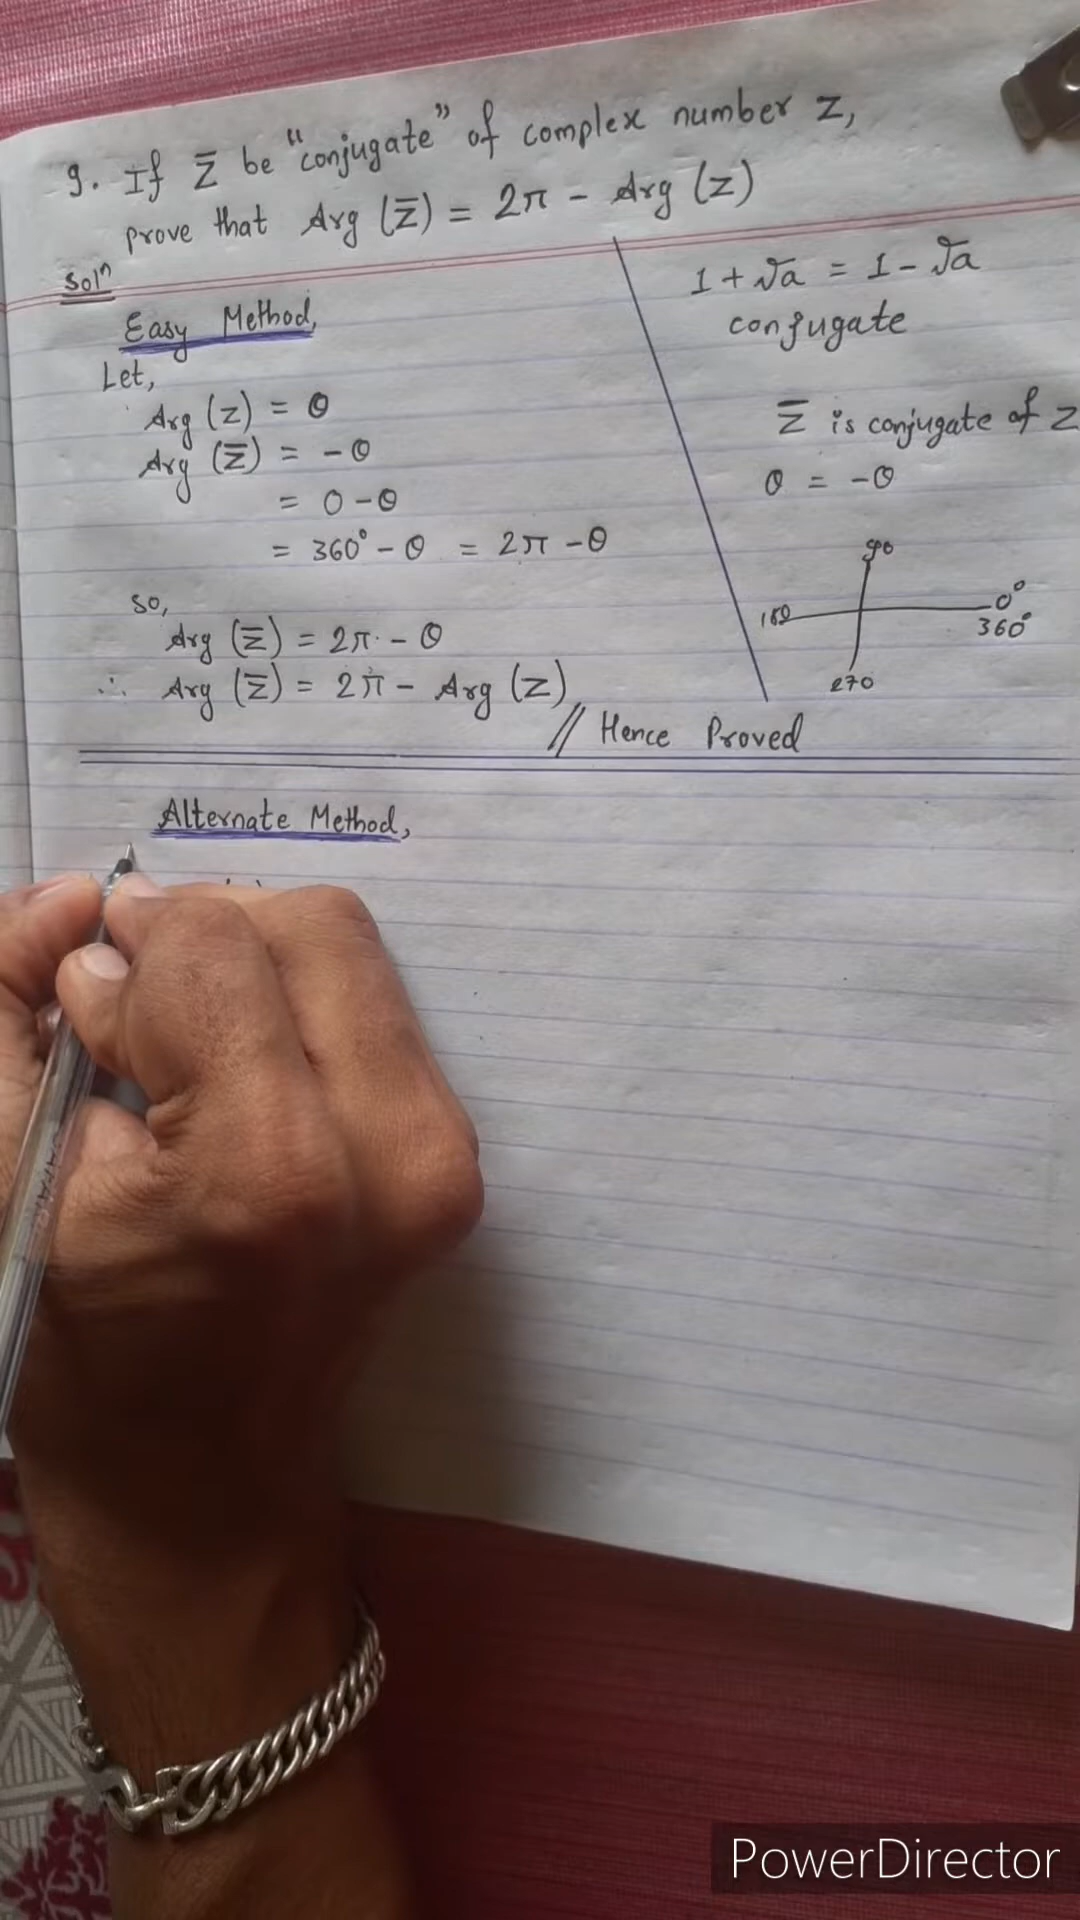 9. If z̅ be "conjugate" of complex number z,
prove that Arg (z̅) = 2π - Arg (z)
Solⁿ
Easy Method,
Let,
Arg (z) = θ
Arg (z̅) = -θ
= 0 - θ
= 360° - θ = 2π - θ
so,
Arg (z̅) = 2π - θ
∴ Arg (z̅) = 2π - Arg (z)
// Hence Proved
1 + √a = 1 - √a
conjugate
z̅ is conjugate of z
θ = -θ
90
180
0°
360°
270
Alternate Method,
PowerDirector